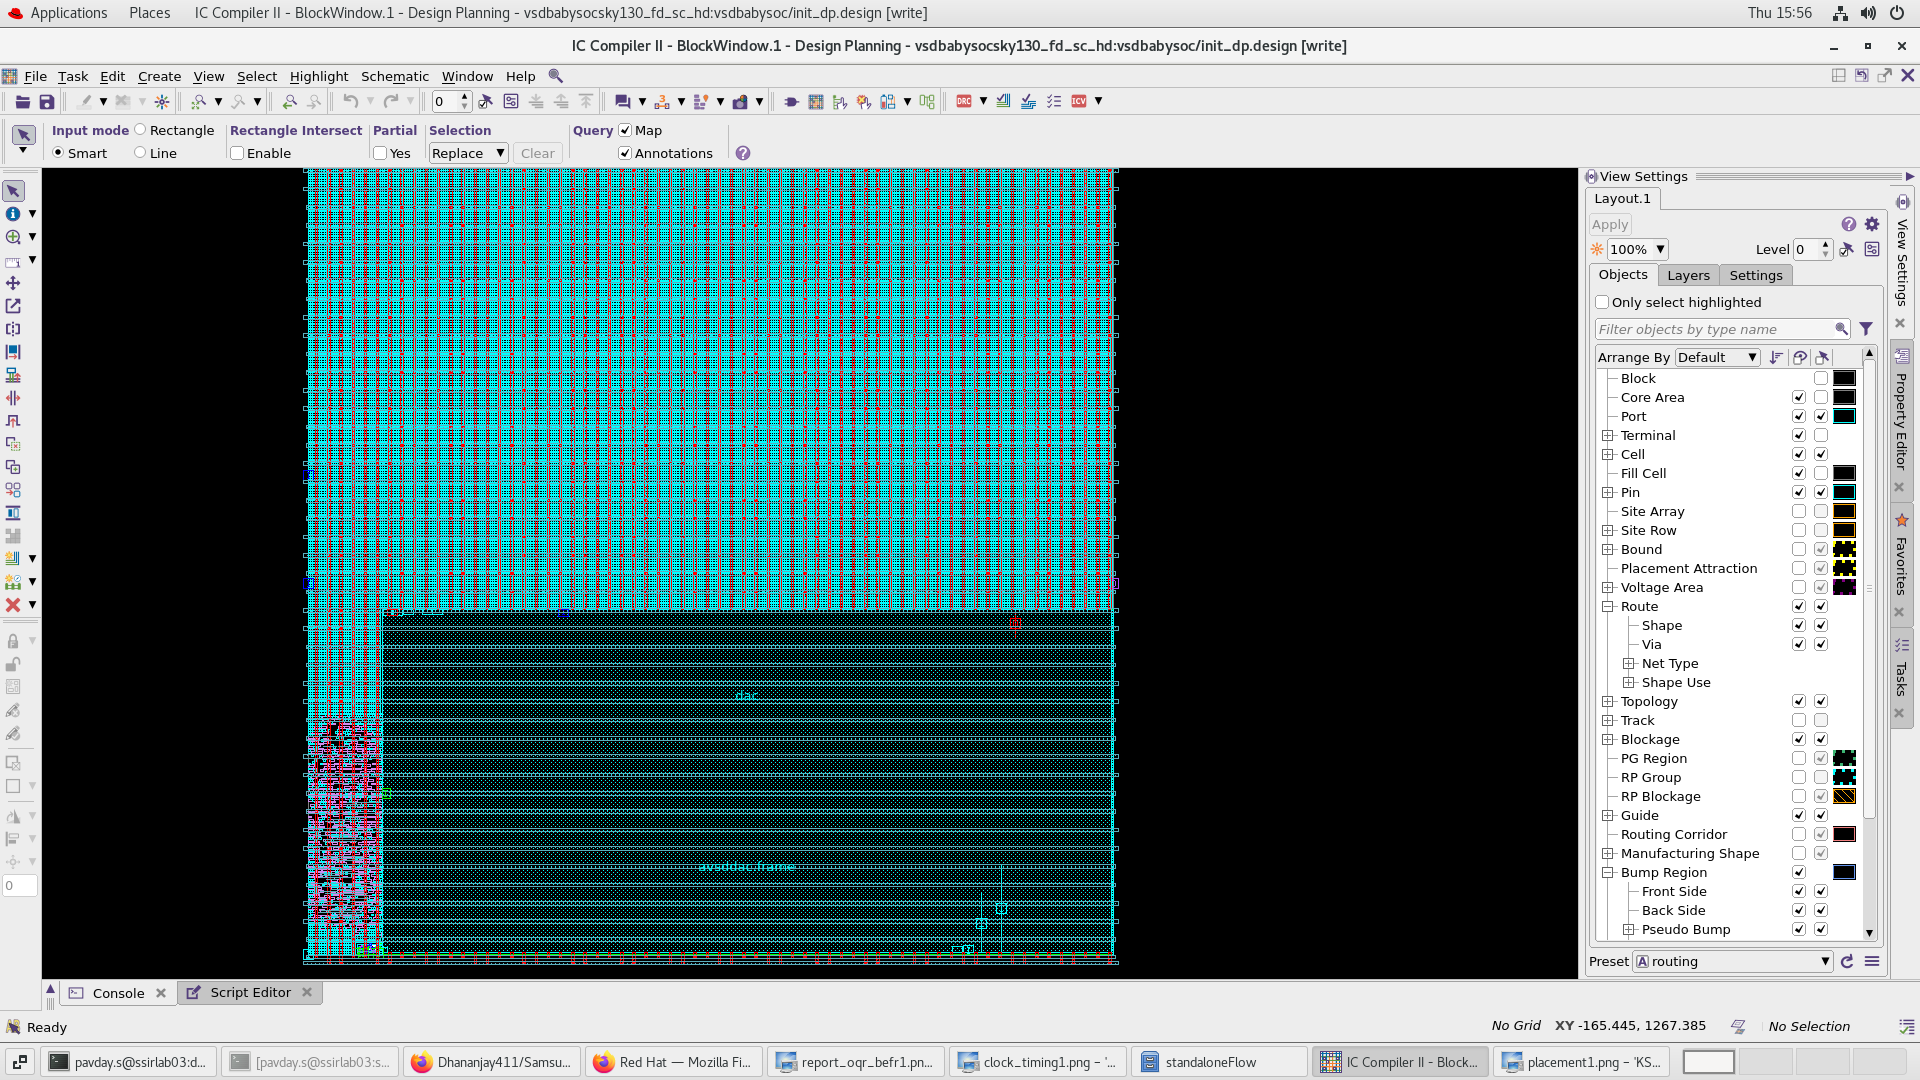 Applications Places IC Compiler II - BlockWindow.1 - Design Planning - vsdbabysocsky130_fd_sc_hd:vsdbabysoc/init_dp.design [write] Thu 15:56
IC Compiler II - BlockWindow.1 - Design Planning - vsdbabysocsky130_fd_sc_hd:vsdbabysoc/init_dp.design [write]
File Task Edit Create View Select Highlight Schematic Window Help
0 DRC ICV
Input mode Rectangle Rectangle Intersect Partial Selection Query Map
Smart Line Enable Yes Replace Clear Annotations
View Settings
Layout.1
Apply
100% Level 0
Objects Layers Settings
Only select highlighted
Filter objects by type name
Arrange By Default
Block
Core Area
Port
Terminal
Cell
Fill Cell
Pin
Site Array
Site Row
Bound
Placement Attraction
Voltage Area
Route
Shape
Via
Net Type
Shape Use
Topology
Track
Blockage
PG Region
RP Group
RP Blockage
Guide
Routing Corridor
Manufacturing Shape
Bump Region
Front Side
Back Side
Pseudo Bump
Preset A routing
View Settings
Property Editor
Favorites
Tasks
dac
avsddac.frame
0
Console Script Editor
Ready No Grid XY -165.445, 1267.385 No Selection
pavday.s@ssirlab03:d... [pavday.s@ssirlab03:s... Dhananjay411/Samsu... Red Hat — Mozilla Fi... report_oqr_befr1.pn... clock_timing1.png – '... standaloneFlow IC Compiler II - Block... placement1.png – 'KS...